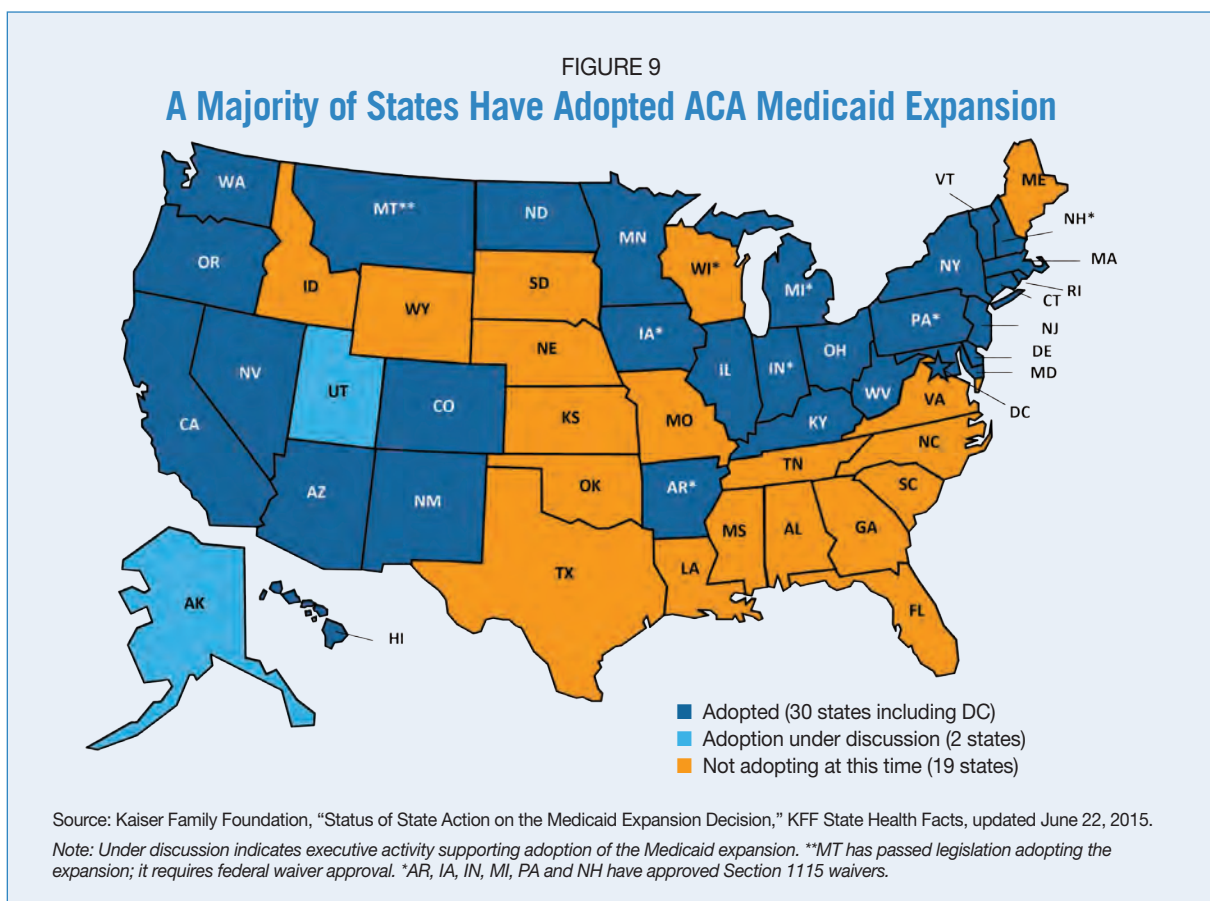 FIGURE 9
A Majority of States Have Adopted ACA Medicaid Expansion
WA
MT**
ND
MN
VT
ME
NH*
OR
ID
WY
SD
WI*
MI*
NY
MA
RI
CT
NV
UT
CO
NE
IA*
IL
IN*
OH
PA*
NJ
DE
MD
DC
CA
KS
MO
KY
WV
VA
AZ
NM
OK
AR*
TN
NC
SC
TX
LA
MS
AL
GA
FL
AK
HI
Adopted (30 states including DC)
Adoption under discussion (2 states)
Not adopting at this time (19 states)
Source: Kaiser Family Foundation, “Status of State Action on the Medicaid Expansion Decision,” KFF State Health Facts, updated June 22, 2015.
Note: Under discussion indicates executive activity supporting adoption of the Medicaid expansion. **MT has passed legislation adopting the
expansion; it requires federal waiver approval. *AR, IA, IN, MI, PA and NH have approved Section 1115 waivers.